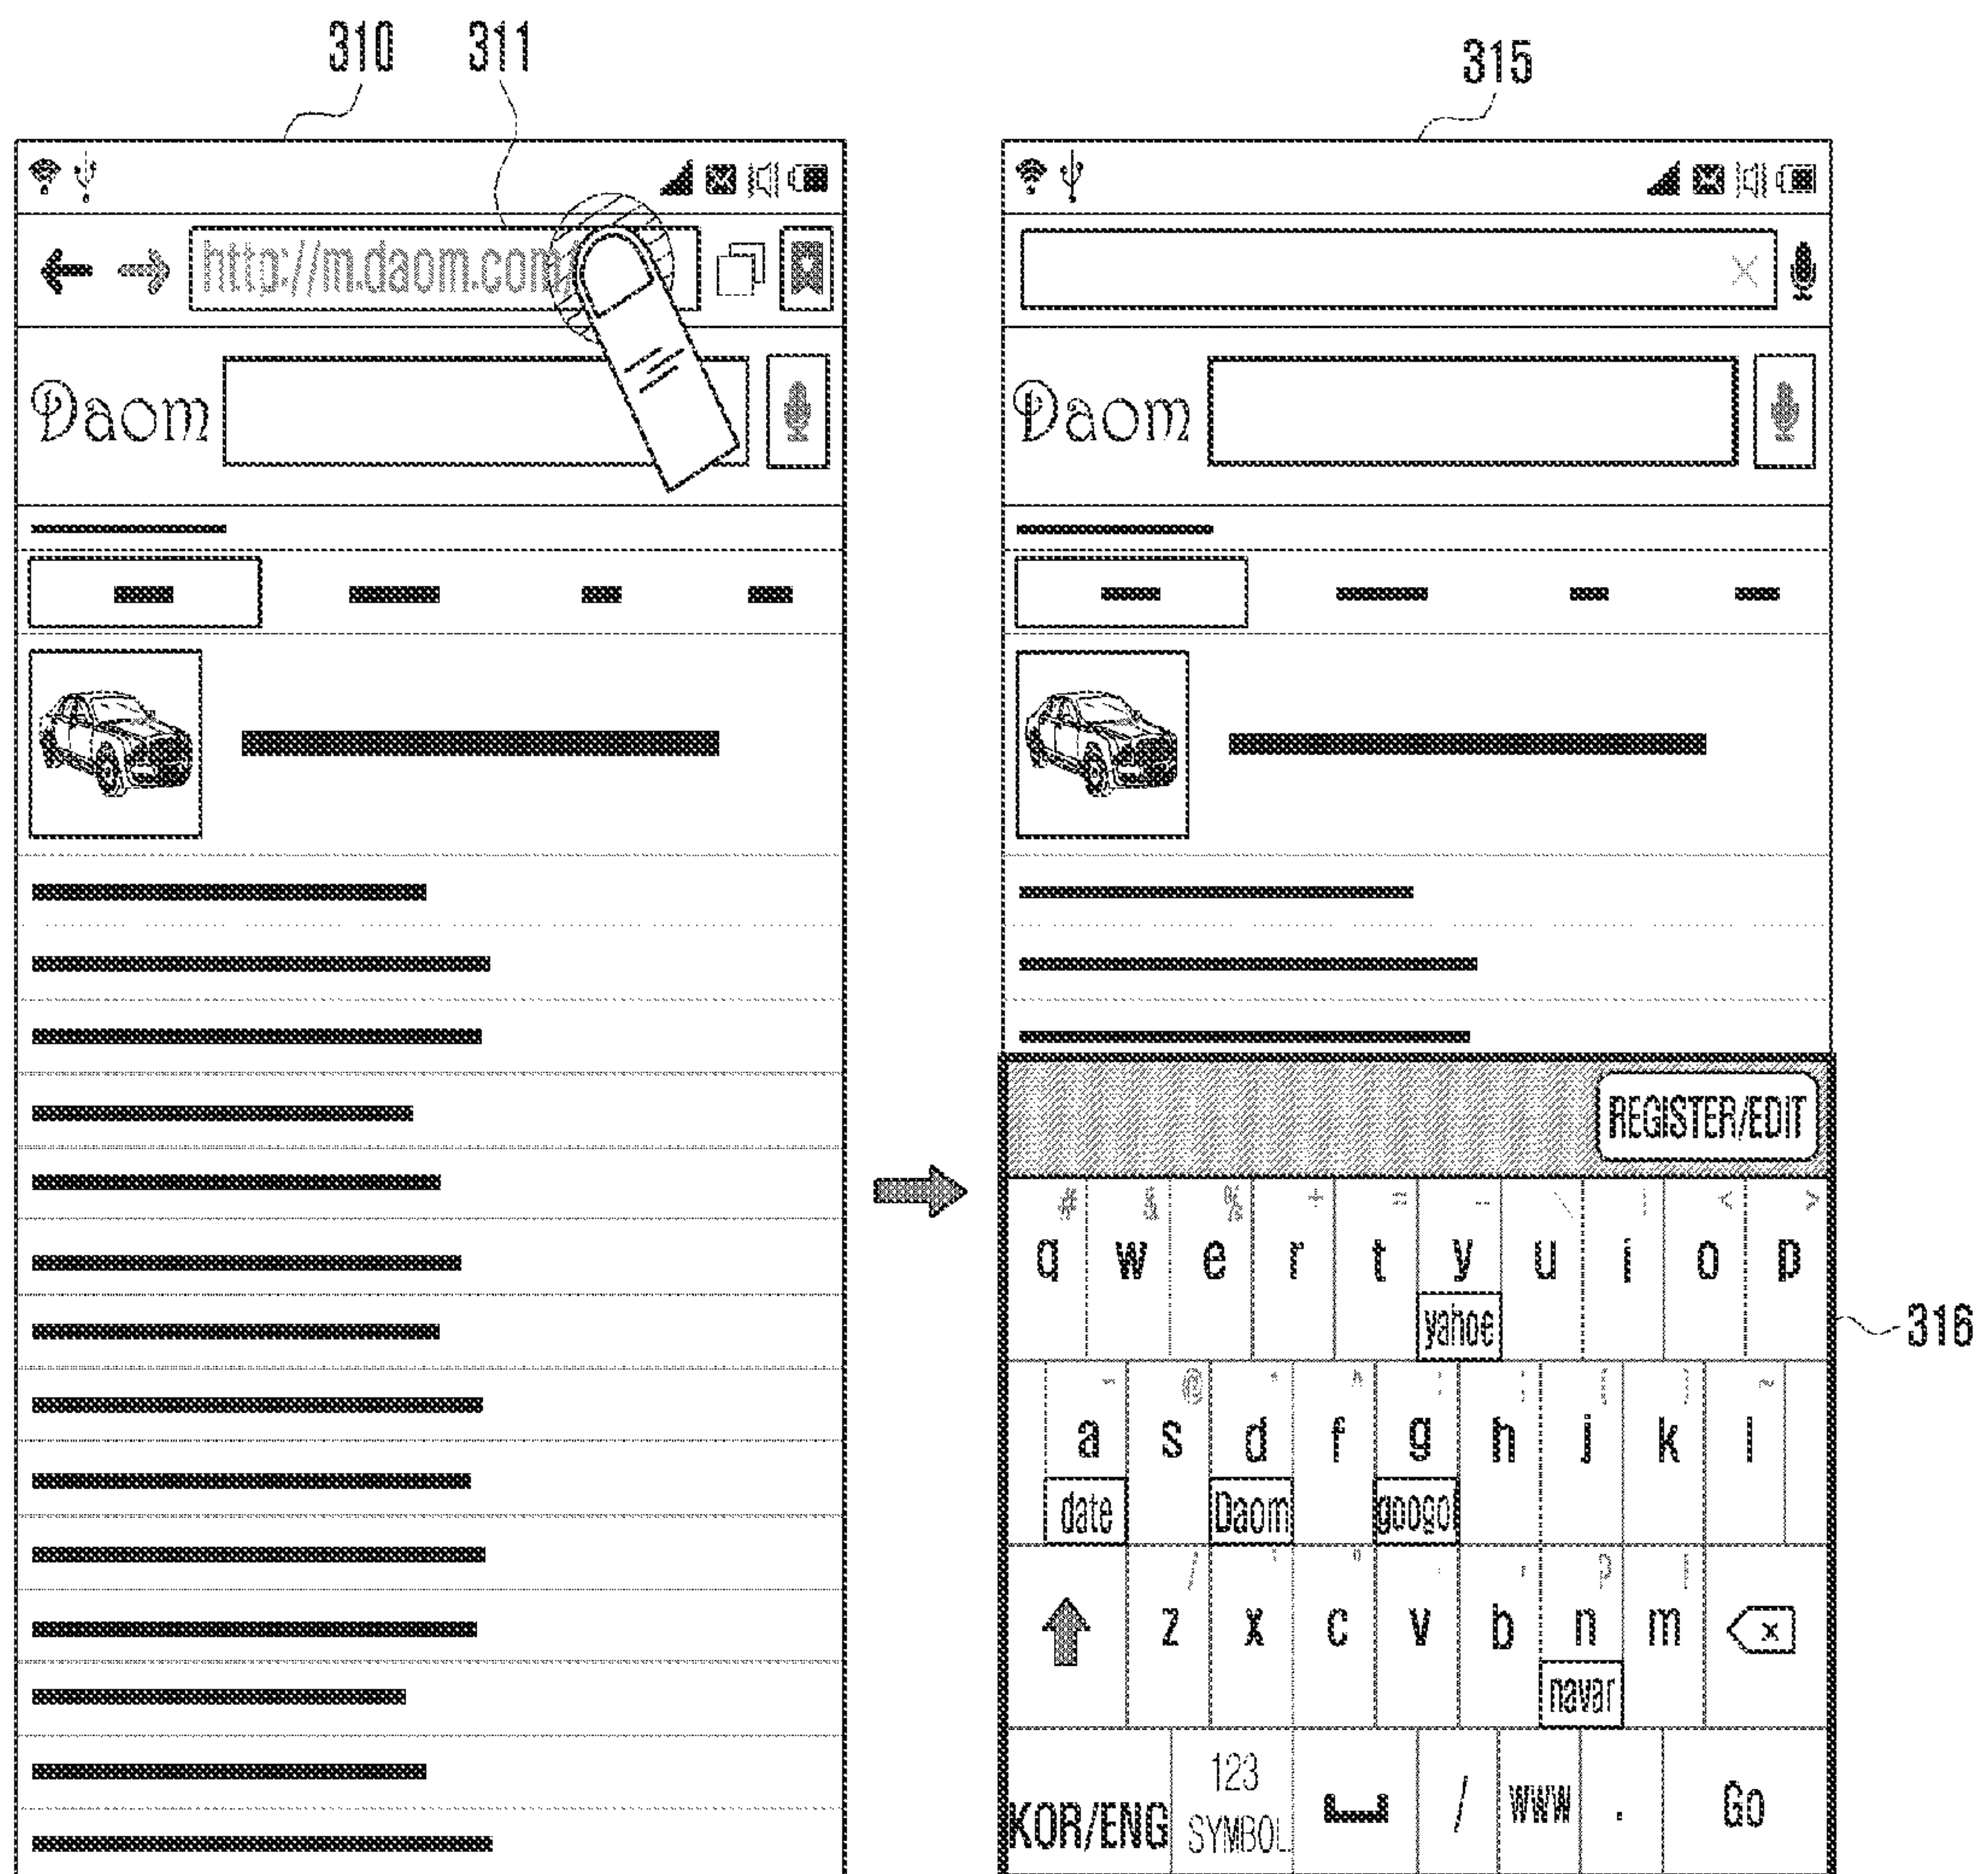 310 311
315
http://m.daom.com/
Daom
Daom
REGISTER/EDIT
# & % + = < >
q w e r t y u i o p
yahoe
316
@ ^ ~
a s d f g h j k l
date Daom googo
z x c v b n m
navar
KOR/ENG 123 SYMBOL / www . Go